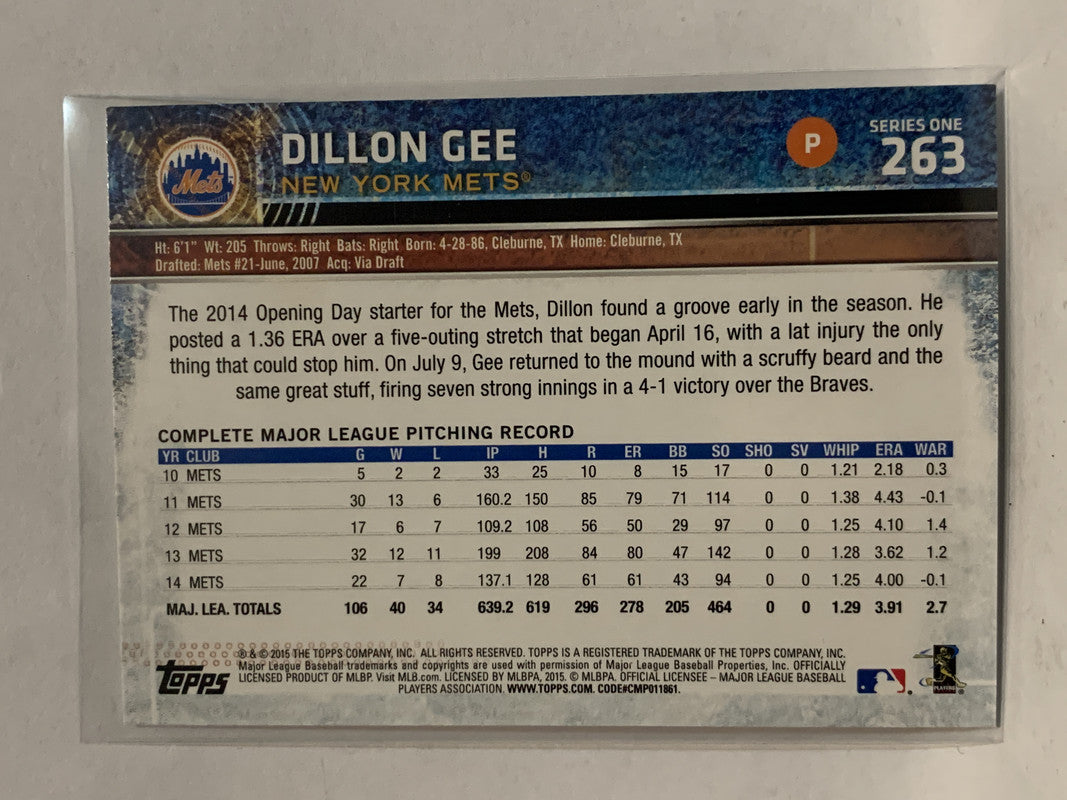 Mets
DILLON GEE
NEW YORK METS®
P
SERIES ONE
263
Ht: 6'1" Wt: 205 Throws: Right Bats: Right Born: 4-28-86, Cleburne, TX Home: Cleburne, TX
Drafted: Mets #21-June, 2007 Acq: Via Draft
The 2014 Opening Day starter for the Mets, Dillon found a groove early in the season. He
posted a 1.36 ERA over a five-outing stretch that began April 16, with a lat injury the only
thing that could stop him. On July 9, Gee returned to the mound with a scruffy beard and the
same great stuff, firing seven strong innings in a 4-1 victory over the Braves.
COMPLETE MAJOR LEAGUE PITCHING RECORD
YR CLUB G W L IP H R ER BB SO SHO SV WHIP ERA WAR
10 METS 5 2 2 33 25 10 8 15 17 0 0 1.21 2.18 0.3
11 METS 30 13 6 160.2 150 85 79 71 114 0 0 1.38 4.43 -0.1
12 METS 17 6 7 109.2 108 56 50 29 97 0 0 1.25 4.10 1.4
13 METS 32 12 11 199 208 84 80 47 142 0 0 1.28 3.62 1.2
14 METS 22 7 8 137.1 128 61 61 43 94 0 0 1.25 4.00 -0.1
MAJ. LEA. TOTALS 106 40 34 639.2 619 296 278 205 464 0 0 1.29 3.91 2.7
Topps
® & © 2015 THE TOPPS COMPANY, INC. ALL RIGHTS RESERVED. TOPPS IS A REGISTERED TRADEMARK OF THE TOPPS COMPANY, INC.
Major League Baseball trademarks and copyrights are used with permission of Major League Baseball Properties, Inc. OFFICIALLY
LICENSED PRODUCT OF MLBP. Visit MLB.com. LICENSED BY MLBPA, 2015. © MLBPA. OFFICIAL LICENSEE – MAJOR LEAGUE BASEBALL
PLAYERS ASSOCIATION. WWW.TOPPS.COM. CODE#CMP011861.
PLAYERS